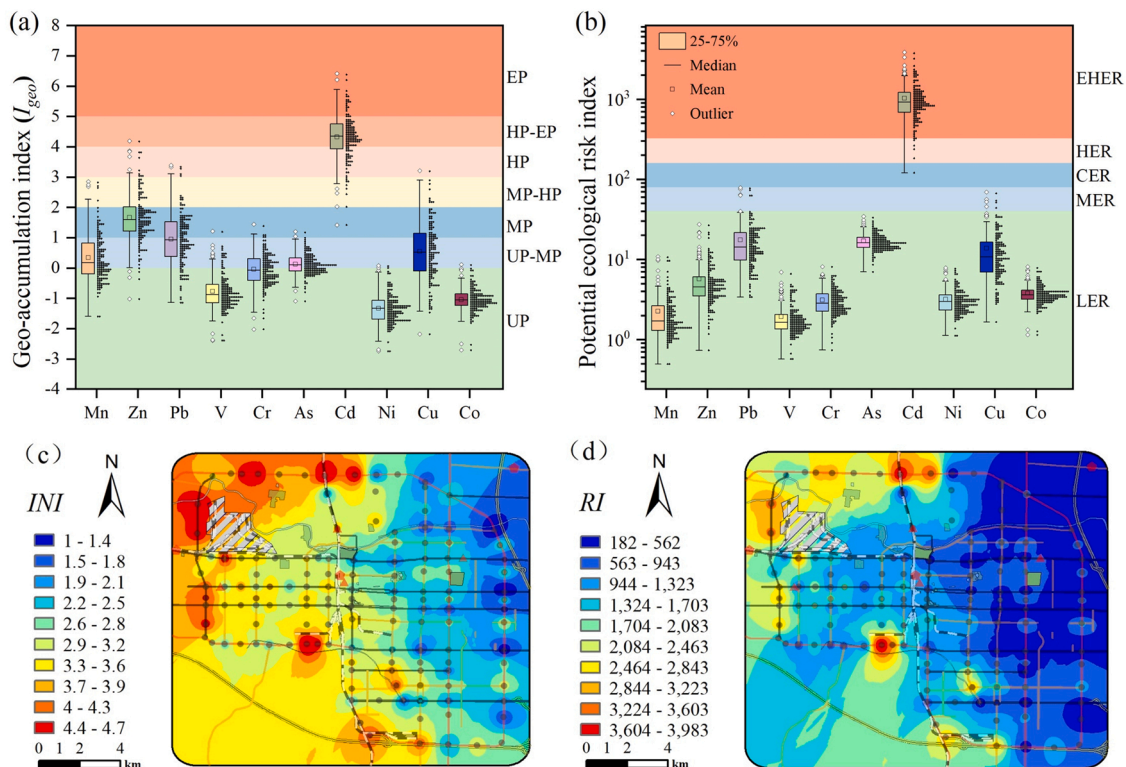 (a)
Geo-accumulation index (Igeo)
8
7
6
5
4
3
2
1
0
-1
-2
-3
-4
EP
HP-EP
HP
MP-HP
MP
UP-MP
UP
Mn Zn Pb V Cr As Cd Ni Cu Co
(b)
Potential ecological risk index
10³
10²
10¹
10⁰
25-75%
Median
Mean
Outlier
EHER
HER
CER
MER
LER
Mn Zn Pb V Cr As Cd Ni Cu Co
(c)
N
INI
1 - 1.4
1.5 - 1.8
1.9 - 2.1
2.2 - 2.5
2.6 - 2.8
2.9 - 3.2
3.3 - 3.6
3.7 - 3.9
4 - 4.3
4.4 - 4.7
0 1 2 4
km
(d)
N
RI
182 - 562
563 - 943
944 - 1,323
1,324 - 1,703
1,704 - 2,083
2,084 - 2,463
2,464 - 2,843
2,844 - 3,223
3,224 - 3,603
3,604 - 3,983
0 1 2 4
km